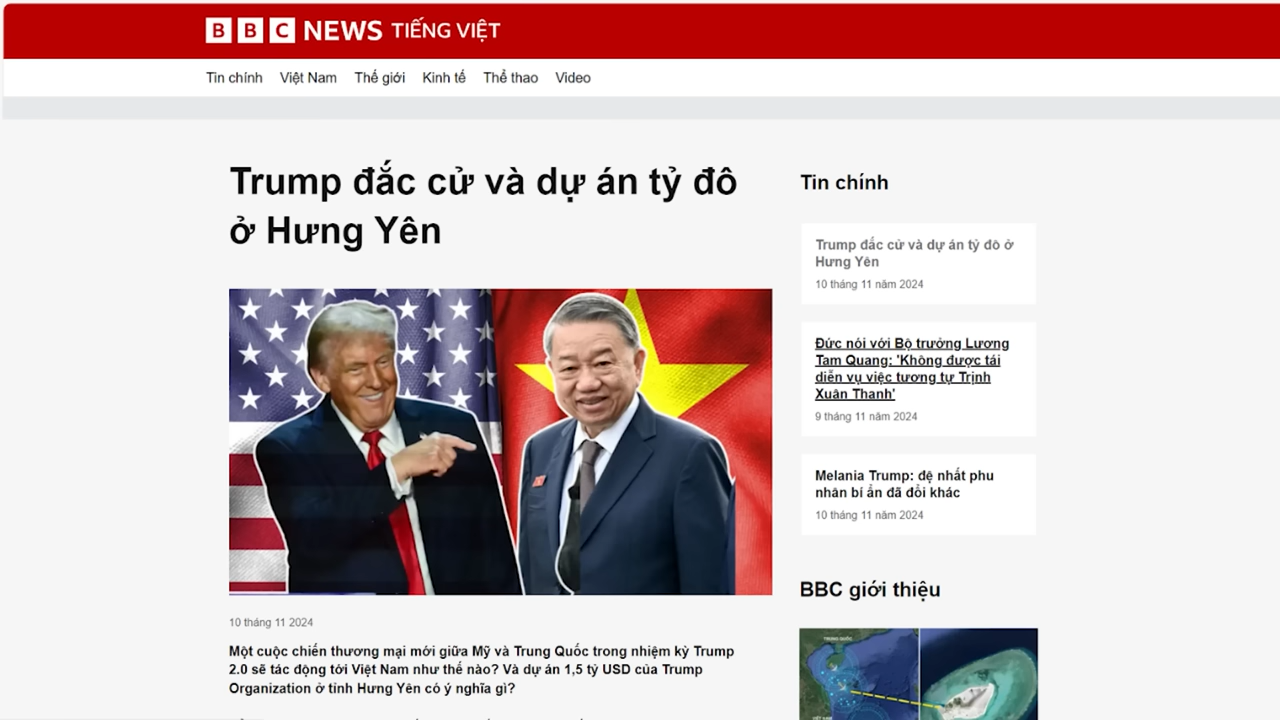 BBC NEWS TIẾNG VIỆT
Tin chính Việt Nam Thế giới Kinh tế Thể thao Video
Trump đắc cử và dự án tỷ đô
ở Hưng Yên
10 tháng 11 2024
Một cuộc chiến thương mại mới giữa Mỹ và Trung Quốc trong nhiệm kỳ Trump
2.0 sẽ tác động tới Việt Nam như thế nào? Và dự án 1,5 tỷ USD của Trump
Organization ở tỉnh Hưng Yên có ý nghĩa gì?
Tin chính
Trump đắc cử và dự án tỷ đô ở
Hưng Yên
10 tháng 11 năm 2024
Đức nói với Bộ trưởng Lương
Tam Quang: 'Không được tái
diễn vụ việc tương tự Trịnh
Xuân Thanh'
9 tháng 11 năm 2024
Melania Trump: đệ nhất phu
nhân bí ẩn đã đổi khác
10 tháng 11 năm 2024
BBC giới thiệu
TRUNG QUỐC
VIỆT NAM